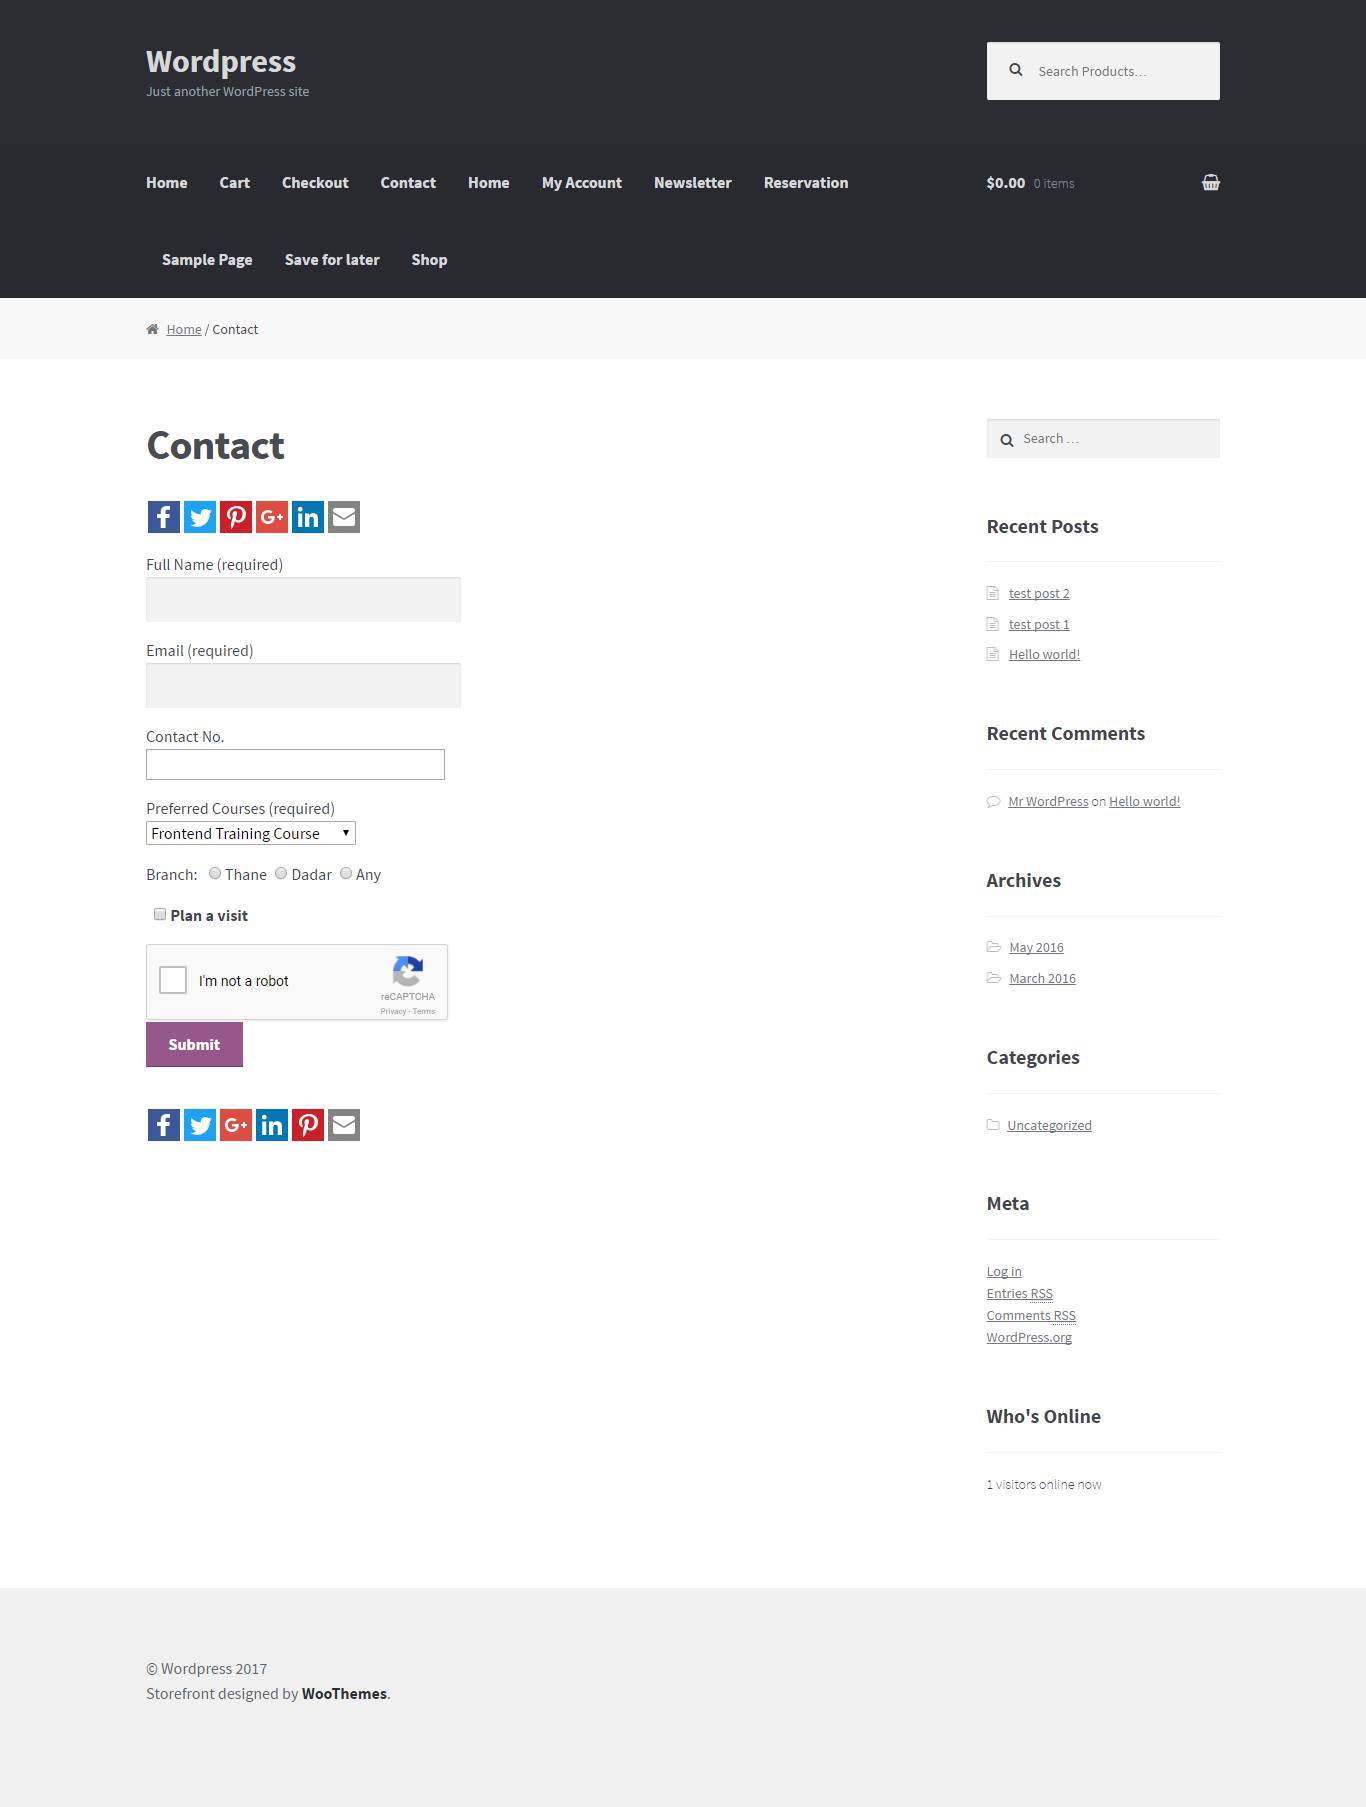 Wordpress
Just another WordPress site
Search Products…
Home Cart Checkout Contact Home My Account Newsletter Reservation
$0.00 0 items
Sample Page Save for later Shop
Home / Contact
Contact
Full Name (required)
Email (required)
Contact No.
Preferred Courses (required)
Frontend Training Course
Branch: Thane Dadar Any
Plan a visit
I'm not a robot
reCAPTCHA
Privacy - Terms
Submit
Search …
Recent Posts
test post 2
test post 1
Hello world!
Recent Comments
Mr WordPress on Hello world!
Archives
May 2016
March 2016
Categories
Uncategorized
Meta
Log in
Entries RSS
Comments RSS
WordPress.org
Who's Online
1 visitors online now
© Wordpress 2017
Storefront designed by WooThemes.